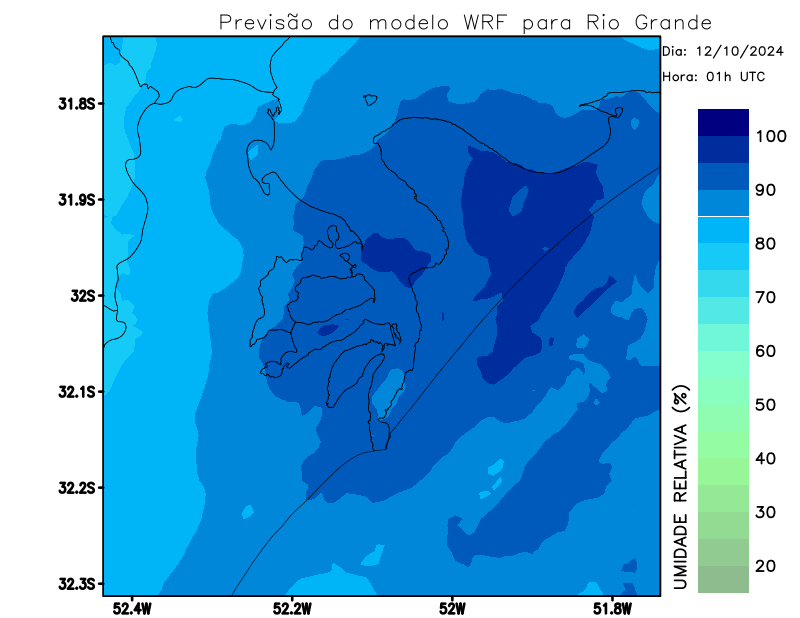 Previsão do modelo WRF para Rio Grande
Dia: 12/10/2024
Hora: 01h UTC
31.8S
31.9S
32S
32.1S
32.2S
32.3S
52.4W
52.2W
52W
51.8W
100
90
80
70
60
50
40
30
20
UMIDADE RELATIVA (%)